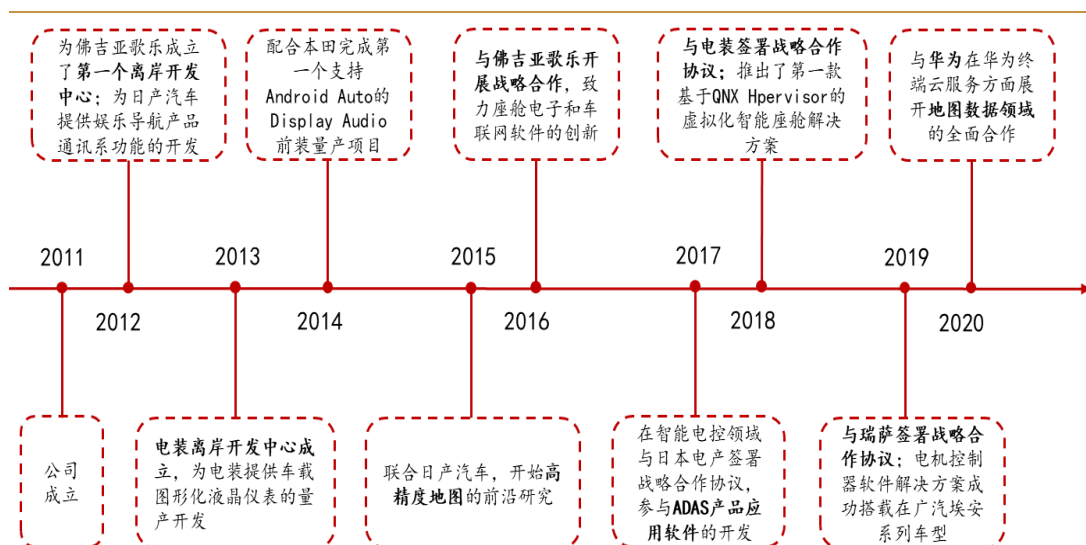 为佛吉亚歌乐成立
了第一个离岸开发
中心；为日产汽车
提供娱乐导航产品
通讯系功能的开发
配合本田完成第
一个支持
Android Auto的
Display Audio
前装量产项目
与佛吉亚歌乐开
展战略合作，致
力座舱电子和车
联网软件的创新
与电装签署战略合作
协议；推出了第一款
基于QNX Hpervisor的
虚拟化智能座舱解决
方案
与华为在华为终
端云服务方面展
开地图数据领域
的全面合作
2011
2012
2013
2014
2015
2016
2017
2018
2019
2020
公司
成立
电装离岸开发中心成
立，为电装提供车载
图形化液晶仪表的量
产开发
联合日产汽车，开始高
精度地图的前沿研究
在智能电控领域
与日本电产签署
战略合作协议，
参与ADAS产品应
用软件的开发
与瑞萨签署战略合
作协议；电机控制
器软件解决方案成
功搭载在广汽埃安
系列车型